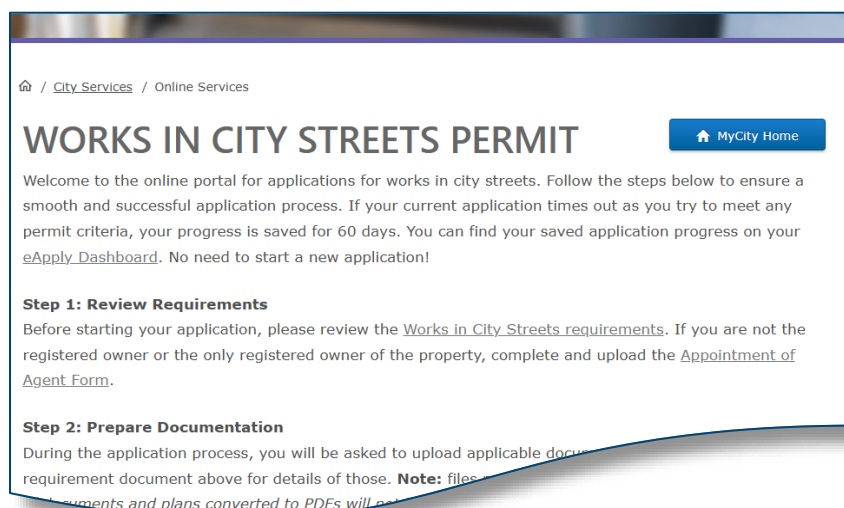 / City Services / Online Services
WORKS IN CITY STREETS PERMIT
MyCity Home
Welcome to the online portal for applications for works in city streets. Follow the steps below to ensure a
smooth and successful application process. If your current application times out as you try to meet any
permit criteria, your progress is saved for 60 days. You can find your saved application progress on your
eApply Dashboard. No need to start a new application!
Step 1: Review Requirements
Before starting your application, please review the Works in City Streets requirements. If you are not the
registered owner or the only registered owner of the property, complete and upload the Appointment of
Agent Form.
Step 2: Prepare Documentation
During the application process, you will be asked to upload applicable
requirement document above for details of those. Note: files
and plans converted to PDFs will